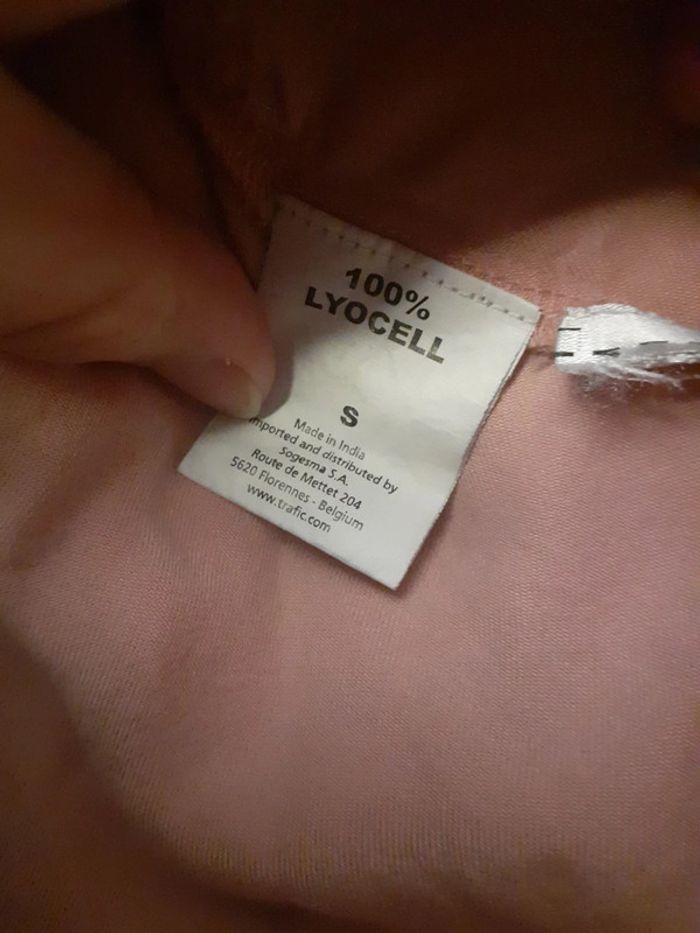 100%
LYOCELL
S
Made in India
Imported and distributed by
Sogesma S.A.
Route de Mettet 204
5620 Florennes - Belgium
www.trafic.com